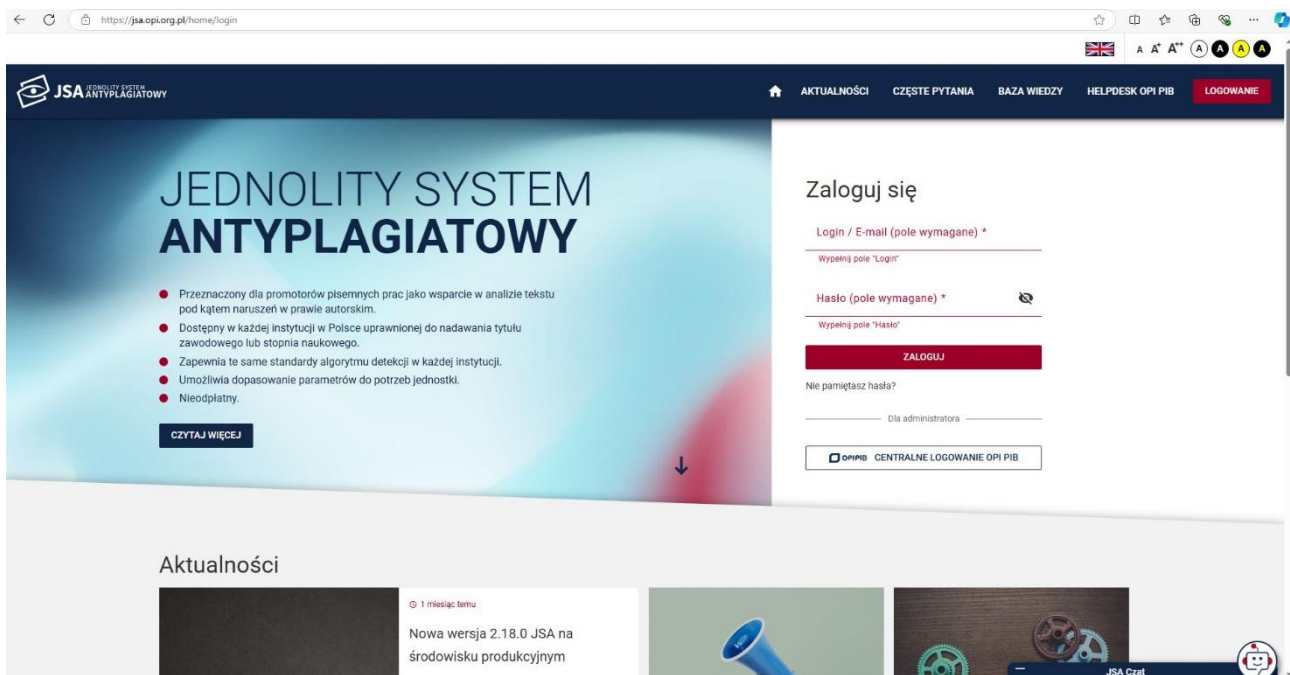 https://jsa.opi.org.pl/home/login
A A+ A++ A A A A
JSA JEDNOLITY SYSTEM
ANTYPLAGIATOWY
AKTUALNOŚCI CZĘSTE PYTANIA BAZA WIEDZY HELPDESK OPI PIB LOGOWANIE
JEDNOLITY SYSTEM
ANTYPLAGIATOWY
Przeznaczony dla promotorów pisemnych prac jako wsparcie w analizie tekstu
pod kątem naruszeń w prawie autorskim.
Dostępny w każdej instytucji w Polsce uprawnionej do nadawania tytułu
zawodowego lub stopnia naukowego.
Zapewnia te same standardy algorytmu detekcji w każdej instytucji.
Umożliwia dopasowanie parametrów do potrzeb jednostki.
Nieodpłatny.
CZYTAJ WIĘCEJ
Zaloguj się
Login / E-mail (pole wymagane) *
Wypełnij pole "Login"
Hasło (pole wymagane) *
Wypełnij pole "Hasło"
ZALOGUJ
Nie pamiętasz hasła?
Dla administratora
OPIPIB CENTRALNE LOGOWANIE OPI PIB
Aktualności
1 miesiąc temu
Nowa wersja 2.18.0 JSA na
środowisku produkcyjnym
JSA Czat